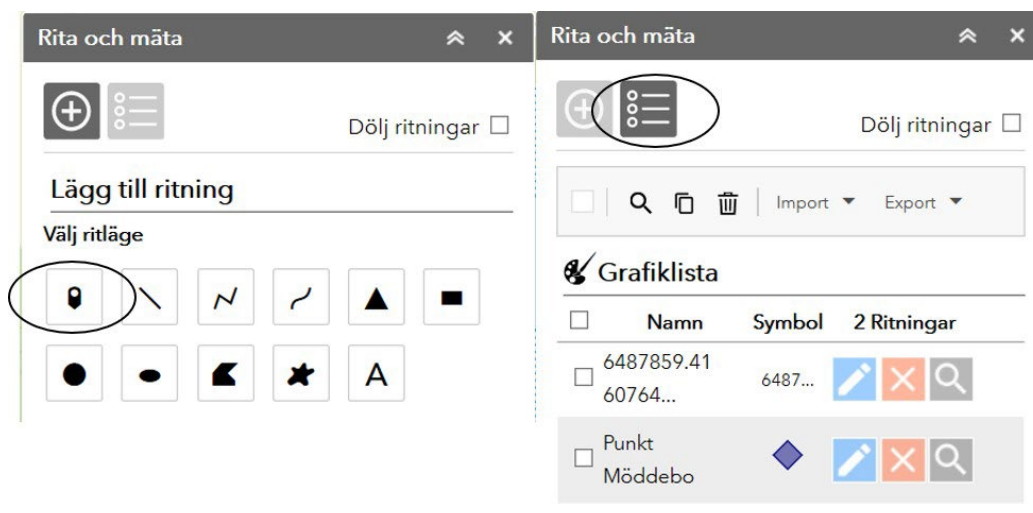 Rita och mäta
Dölj ritningar
Lägg till ritning
Välj ritläge
A
Rita och mäta
Dölj ritningar
Import Export
Grafiklista
Namn Symbol 2 Ritningar
6487859.41
60764... 6487...
Punkt
Möddebo